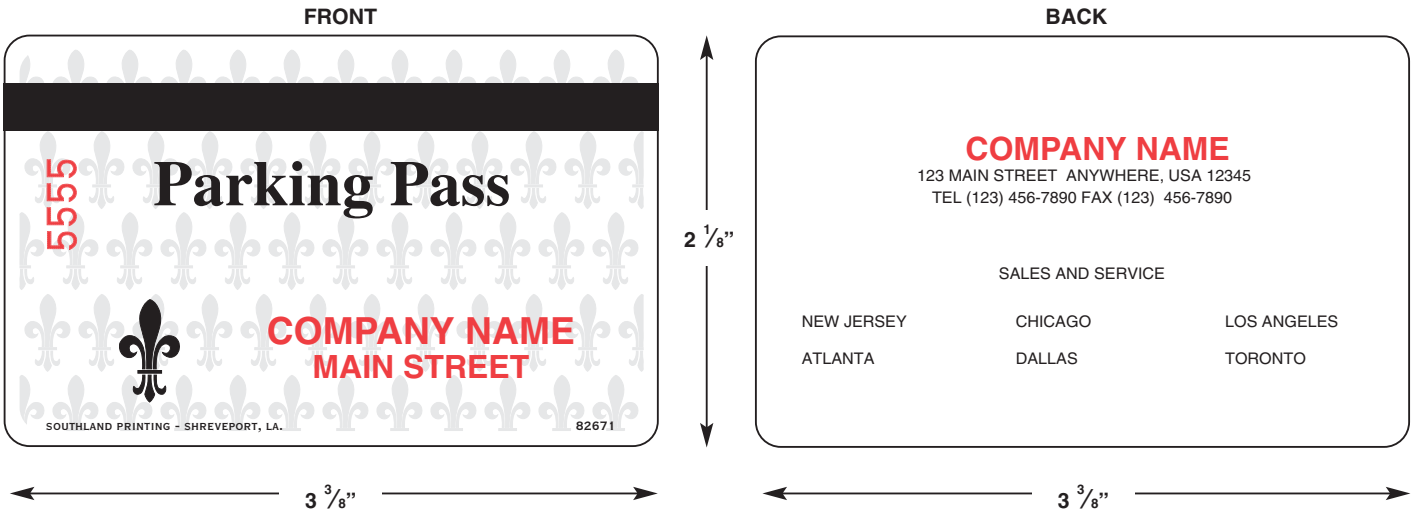 FRONT
5555
Parking Pass
COMPANY NAME
MAIN STREET
SOUTHLAND PRINTING - SHREVEPORT, LA.
82671
3 3/8”
2 1/8”
BACK
COMPANY NAME
123 MAIN STREET ANYWHERE, USA 12345
TEL (123) 456-7890 FAX (123) 456-7890
SALES AND SERVICE
NEW JERSEY CHICAGO LOS ANGELES
ATLANTA DALLAS TORONTO
3 3/8”